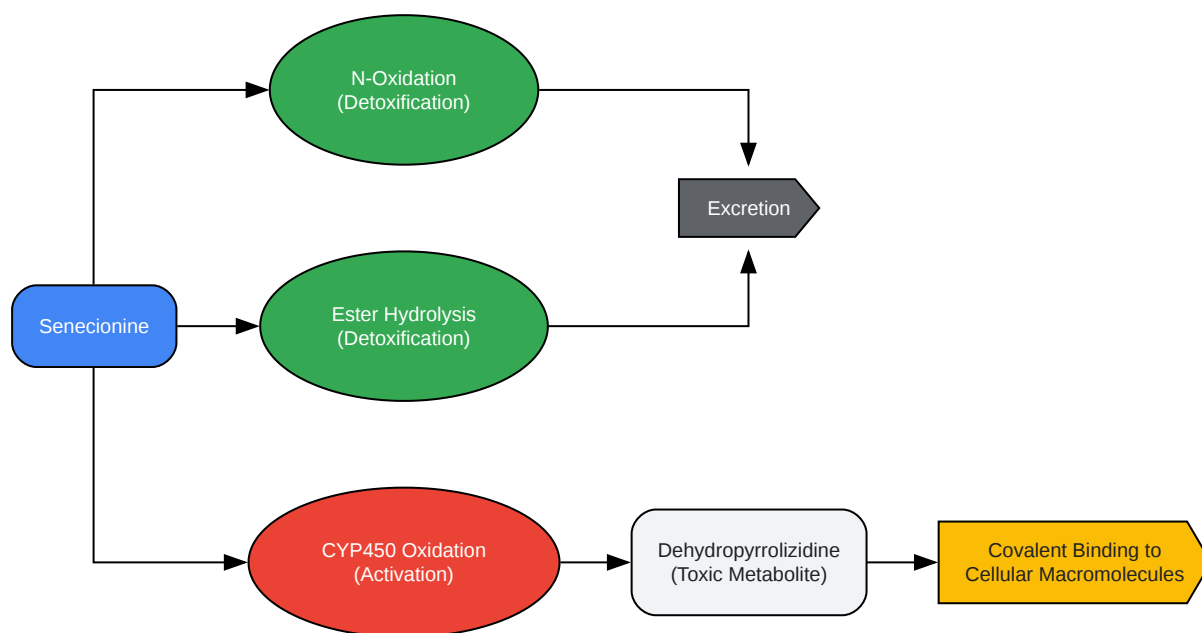 N-Oxidation
(Detoxification)
Excretion
Senecionine
Ester Hydrolysis
(Detoxification)
CYP450 Oxidation
(Activation)
Dehydropyrrolizidine
(Toxic Metabolite)
Covalent Binding to
Cellular Macromolecules